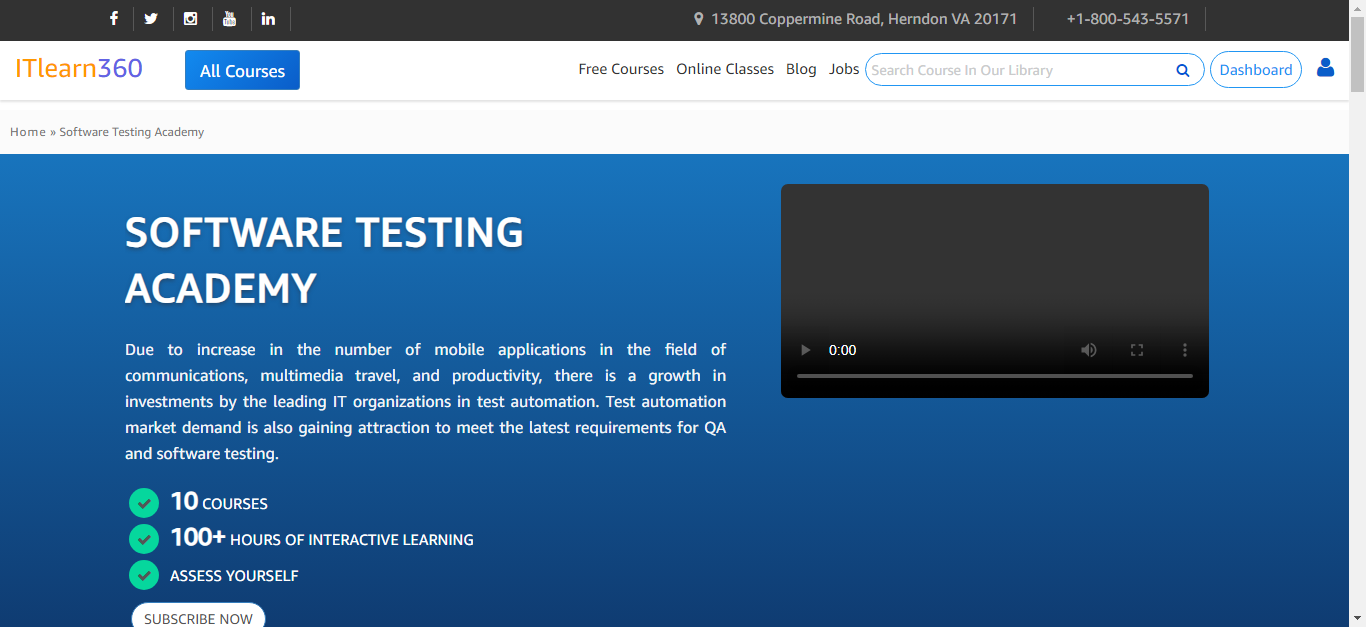 13800 Coppermine Road, Herndon VA 20171
+1-800-543-5571
ITlearn360
All Courses
Free Courses
Online Classes
Blog
Jobs
Search Course In Our Library
Dashboard
Home » Software Testing Academy
SOFTWARE TESTING
ACADEMY
Due to increase in the number of mobile applications in the field of
communications, multimedia travel, and productivity, there is a growth in
investments by the leading IT organizations in test automation. Test automation
market demand is also gaining attraction to meet the latest requirements for QA
and software testing.
0:00
10 COURSES
100+ HOURS OF INTERACTIVE LEARNING
ASSESS YOURSELF
SUBSCRIBE NOW